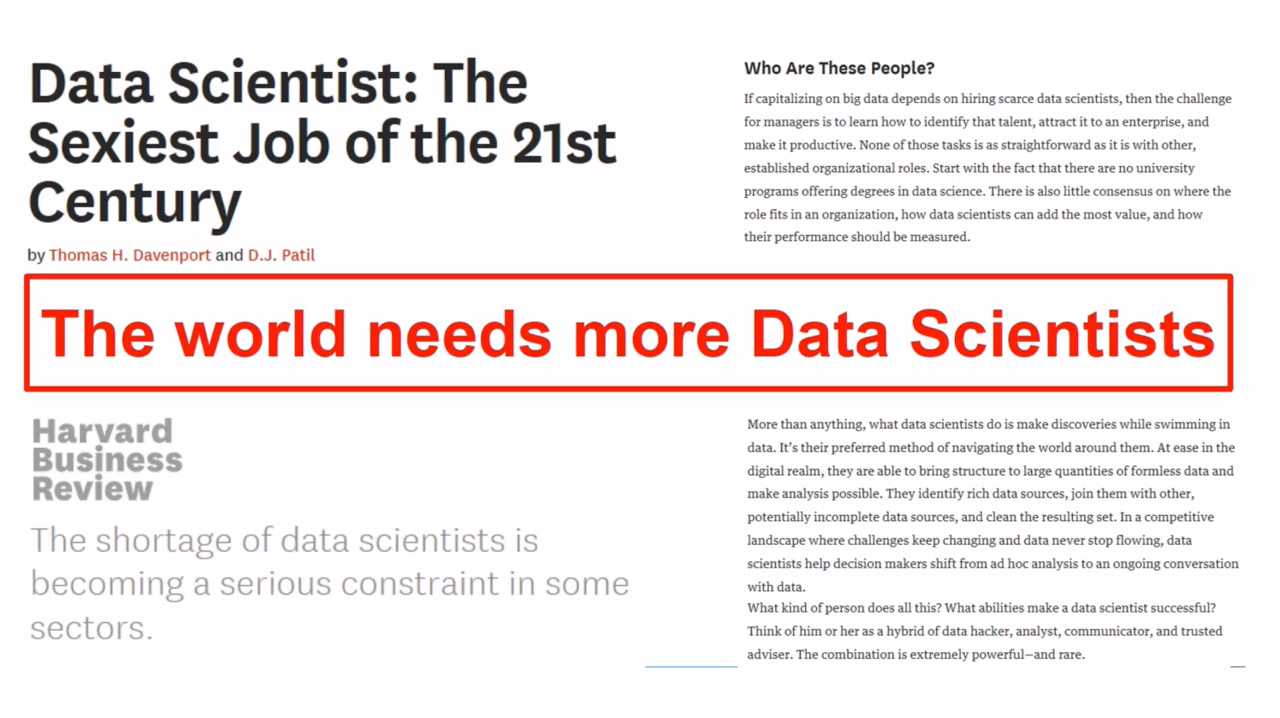 Data Scientist: The
Sexiest Job of the 21st
Century
by Thomas H. Davenport and D.J. Patil
Who Are These People?
If capitalizing on big data depends on hiring scarce data scientists, then the challenge
for managers is to learn how to identify that talent, attract it to an enterprise, and
make it productive. None of those tasks is as straightforward as it is with other,
established organizational roles. Start with the fact that there are no university
programs offering degrees in data science. There is also little consensus on where the
role fits in an organization, how data scientists can add the most value, and how
their performance should be measured.
The world needs more Data Scientists
Harvard
Business
Review
The shortage of data scientists is
becoming a serious constraint in some
sectors.
More than anything, what data scientists do is make discoveries while swimming in
data. It’s their preferred method of navigating the world around them. At ease in the
digital realm, they are able to bring structure to large quantities of formless data and
make analysis possible. They identify rich data sources, join them with other,
potentially incomplete data sources, and clean the resulting set. In a competitive
landscape where challenges keep changing and data never stop flowing, data
scientists help decision makers shift from ad hoc analysis to an ongoing conversation
with data.
What kind of person does all this? What abilities make a data scientist successful?
Think of him or her as a hybrid of data hacker, analyst, communicator, and trusted
adviser. The combination is extremely powerful—and rare.